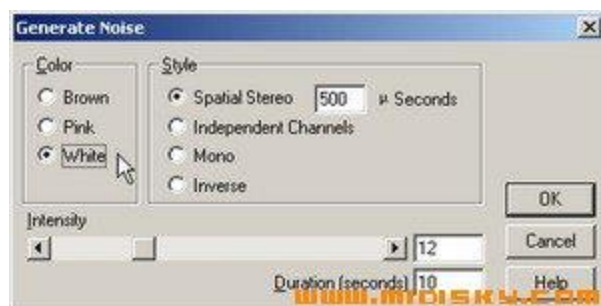 Generate Noise
Color
Brown
Pink
White
Style
Spatial Stereo 500 µ Seconds
Independent Channels
Mono
Inverse
Intensity
12
Duration (seconds) 10
OK
Cancel
Help
www.midisky.com